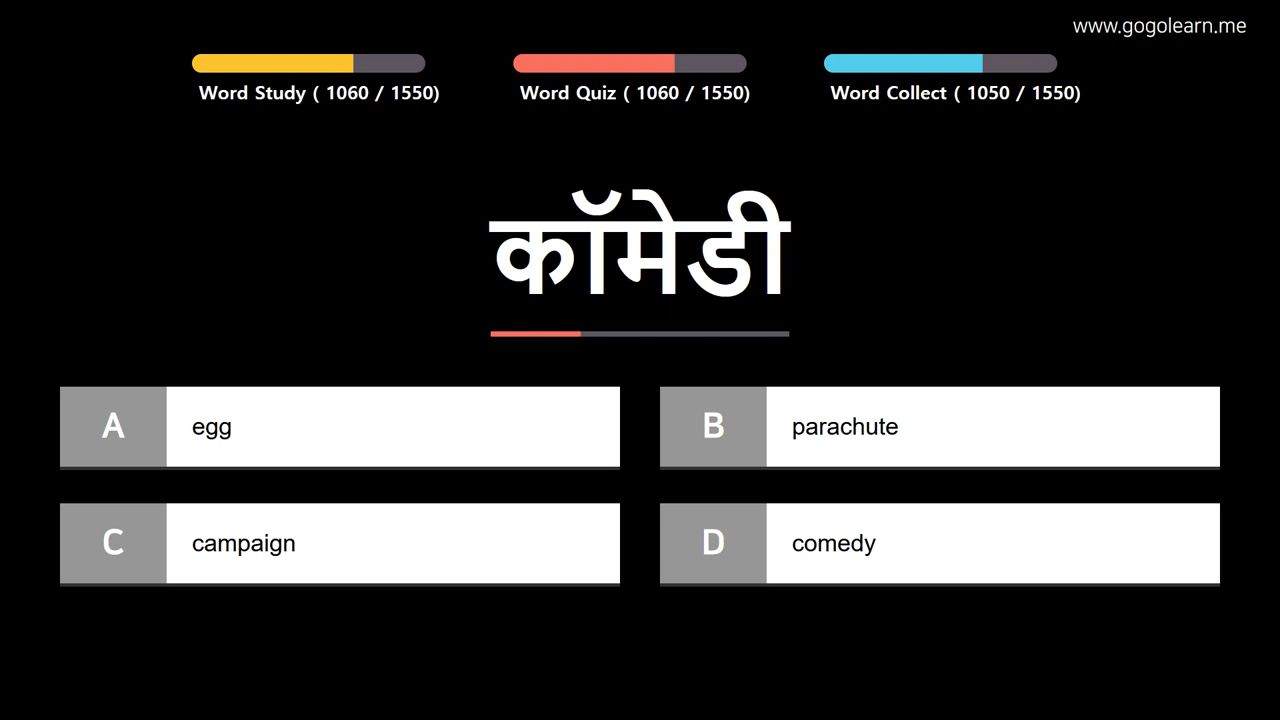 www.gogolearn.me
Word Study ( 1060 / 1550)
Word Quiz ( 1060 / 1550)
Word Collect ( 1050 / 1550)
कॉमेडी
A egg
B parachute
C campaign
D comedy